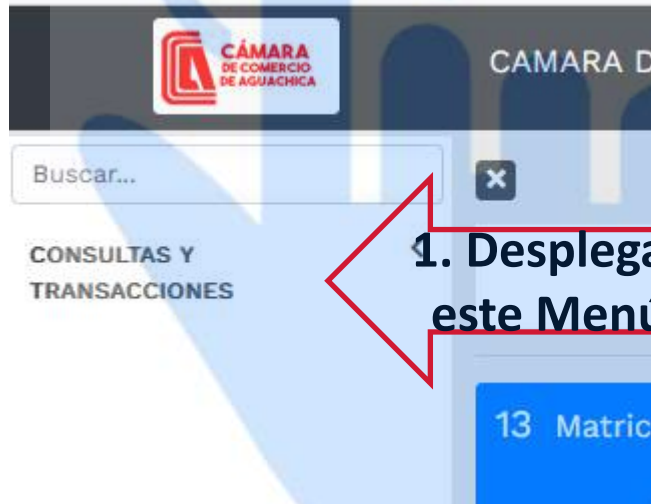 CÁMARA
DE COMERCIO
DE AGUACHICA
CAMARA D
Buscar...
CONSULTAS Y
TRANSACCIONES
1. Desplega
este Menú
13 Matric